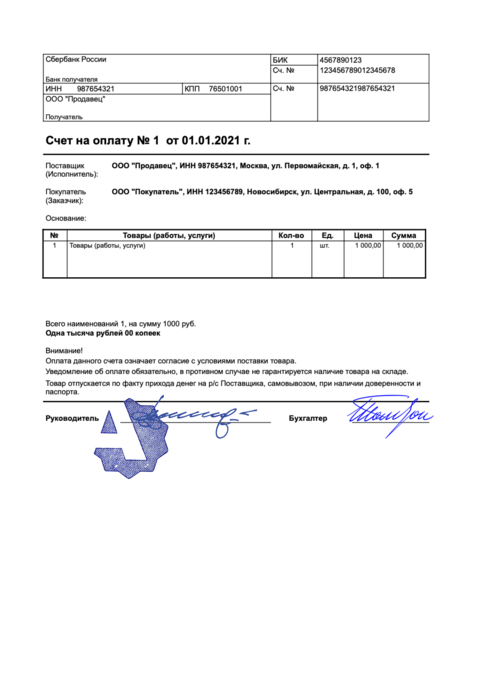 Сбербанк России БИК 4567890123
Сч. № 123456789012345678
Банк получателя
ИНН 987654321 КПП 76501001 Сч. № 987654321987654321
ООО "Продавец"
Получатель
Счет на оплату № 1 от 01.01.2021 г.
Поставщик ООО "Продавец", ИНН 987654321, Москва, ул. Первомайская, д. 1, оф. 1
(Исполнитель):
Покупатель ООО "Покупатель", ИНН 123456789, Новосибирск, ул. Центральная, д. 100, оф. 5
(Заказчик):
Основание:
№ Товары (работы, услуги) Кол-во Ед. Цена Сумма
1 Товары (работы, услуги) 1 шт. 1 000,00 1 000,00
Всего наименований 1, на сумму 1000 руб.
Одна тысяча рублей 00 копеек
Внимание!
Оплата данного счета означает согласие с условиями поставки товара.
Уведомление об оплате обязательно, в противном случае не гарантируется наличие товара на складе.
Товар отпускается по факту прихода денег на р/с Поставщика, самовывозом, при наличии доверенности и
паспорта.
Руководитель Бухгалтер